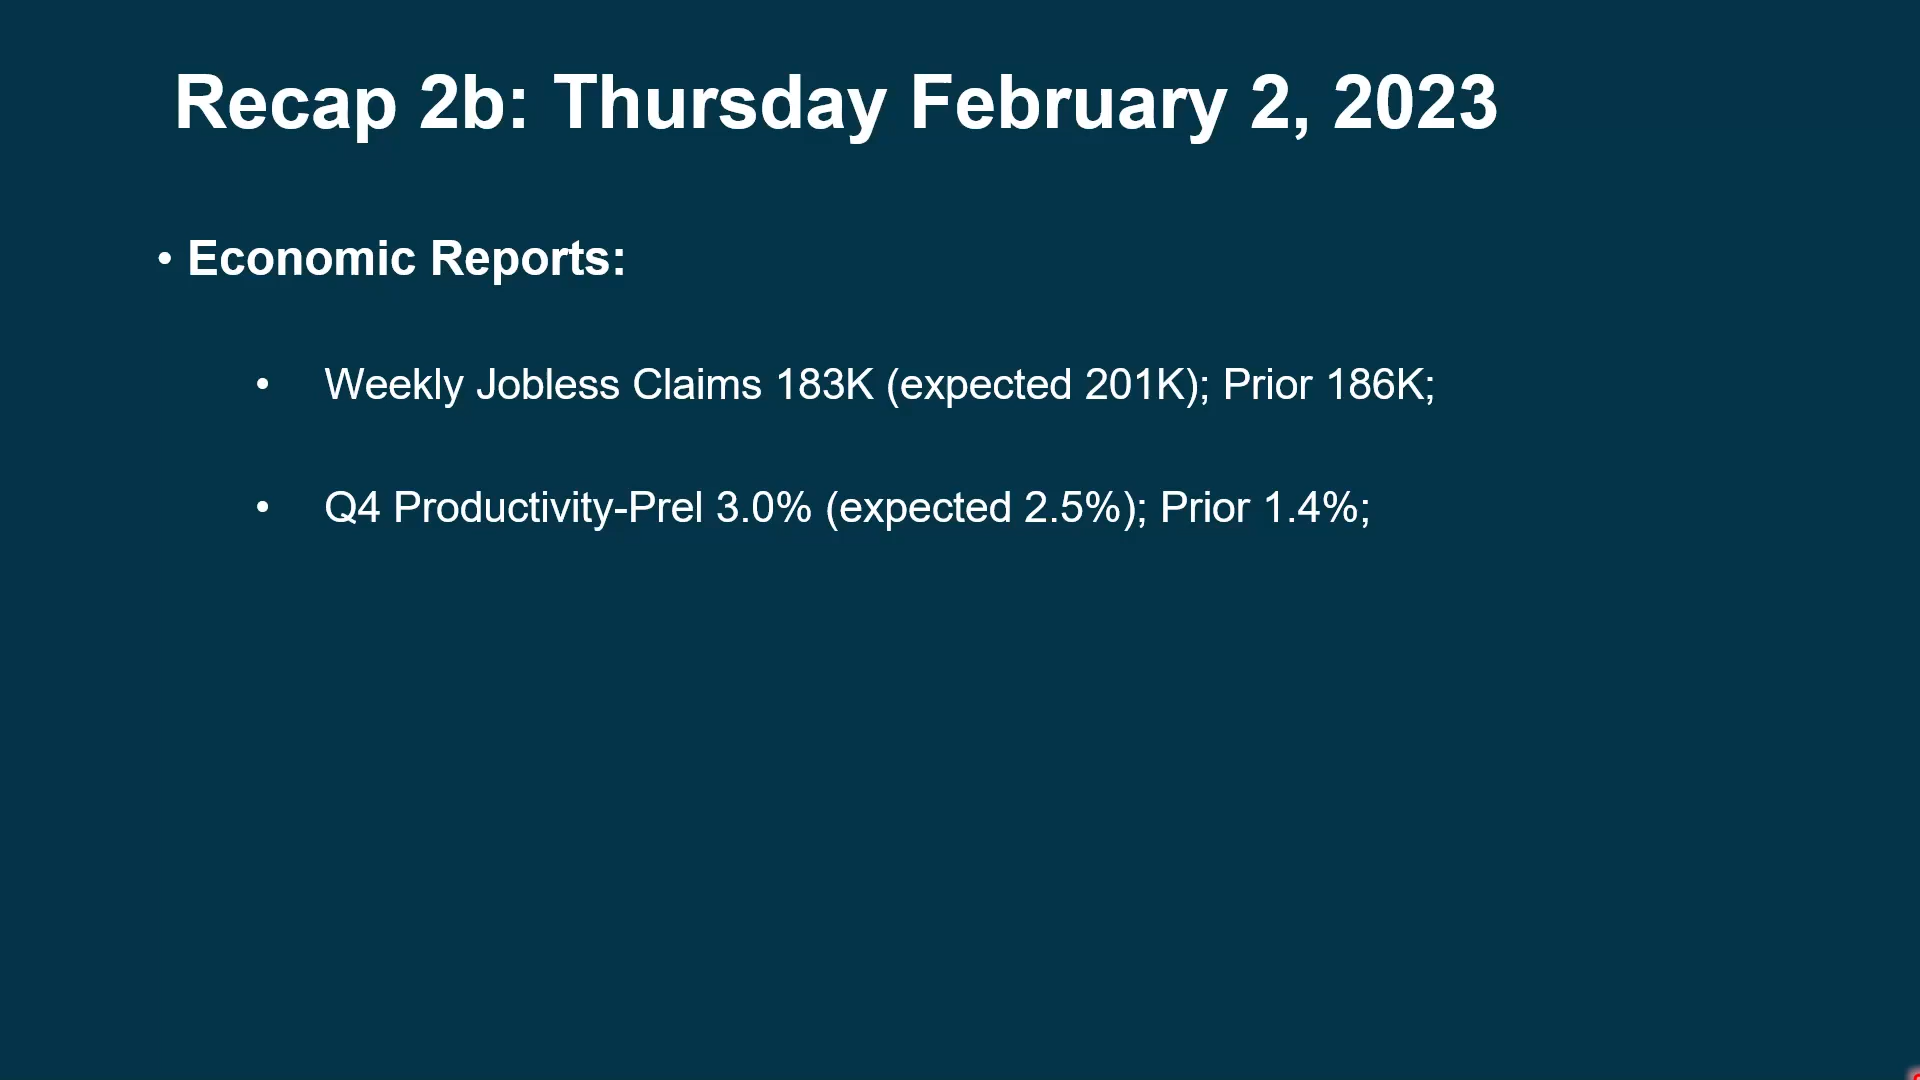 Recap 2b: Thursday February 2, 2023
• Economic Reports:
• Weekly Jobless Claims 183K (expected 201K); Prior 186K;
• Q4 Productivity-Prel 3.0% (expected 2.5%); Prior 1.4%;